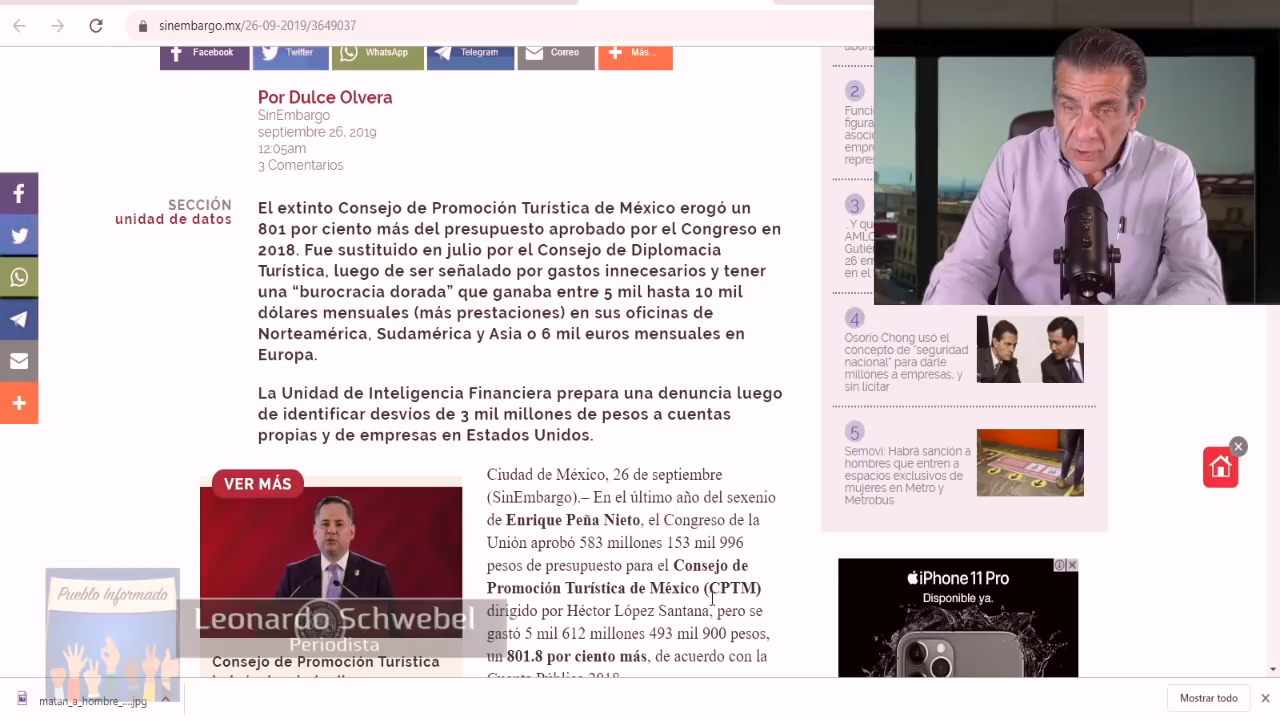 sinembargo.mx/26-09-2019/3649037
Facebook
Twitter
WhatsApp
Telegram
Correo
Más...
Por Dulce Olvera
SinEmbargo
septiembre 26, 2019
12:05am
3 Comentarios
SECCIÓN
unidad de datos
El extinto Consejo de Promoción Turística de México erogó un
801 por ciento más del presupuesto aprobado por el Congreso en
2018. Fue sustituido en julio por el Consejo de Diplomacia
Turística, luego de ser señalado por gastos innecesarios y tener
una “burocracia dorada” que ganaba entre 5 mil hasta 10 mil
dólares mensuales (más prestaciones) en sus oficinas de
Norteamérica, Sudamérica y Asia o 6 mil euros mensuales en
Europa.
La Unidad de Inteligencia Financiera prepara una denuncia luego
de identificar desvíos de 3 mil millones de pesos a cuentas
propias y de empresas en Estados Unidos.
VER MÁS
Consejo de Promoción Turística
Ciudad de México, 26 de septiembre
(SinEmbargo).– En el último año del sexenio
de Enrique Peña Nieto, el Congreso de la
Unión aprobó 583 millones 153 mil 996
pesos de presupuesto para el Consejo de
Promoción Turística de México (CPTM)
dirigido por Héctor López Santana, pero se
gastó 5 mil 612 millones 493 mil 900 pesos,
un 801.8 por ciento más, de acuerdo con la
Cuenta Pública 2018
2
3
4
Osorio Chong usó el
concepto de “seguridad
nacional” para darle
millones a empresas, y
sin licitar
5
Semovi: Habrá sanción a
hombres que entren a
espacios exclusivos de
mujeres en Metro y
Metrobus
iPhone 11 Pro
Disponible ya.
Pueblo Informado
Leonardo Schwebel
Periodista
matan_a_hombre_....jpg
Mostrar todo